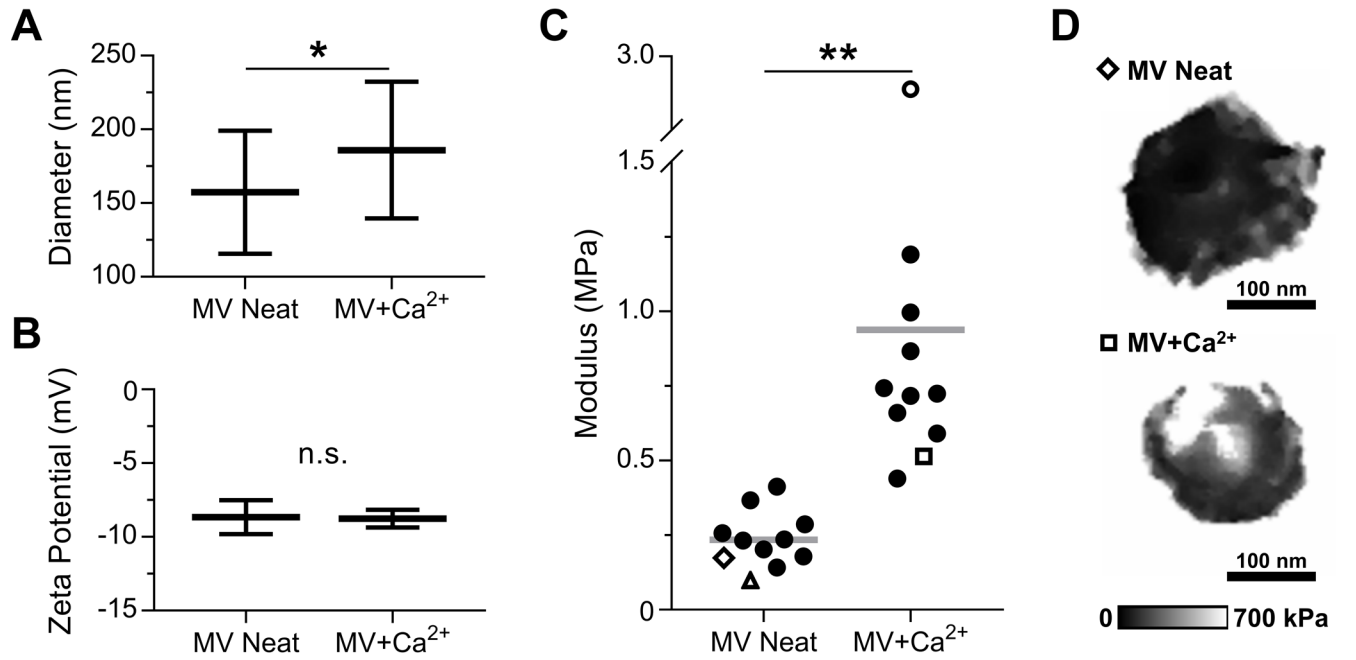 A
250
200
150
100
Diameter (nm)
*
MV Neat
MV+Ca²⁺
B
0
-5
-10
-15
Zeta Potential (mV)
n.s.
MV Neat
MV+Ca²⁺
C
3.0
1.5
1.0
0.5
0
Modulus (MPa)
**
MV Neat
MV+Ca²⁺
D
MV Neat
100 nm
MV+Ca²⁺
100 nm
0 700 kPa